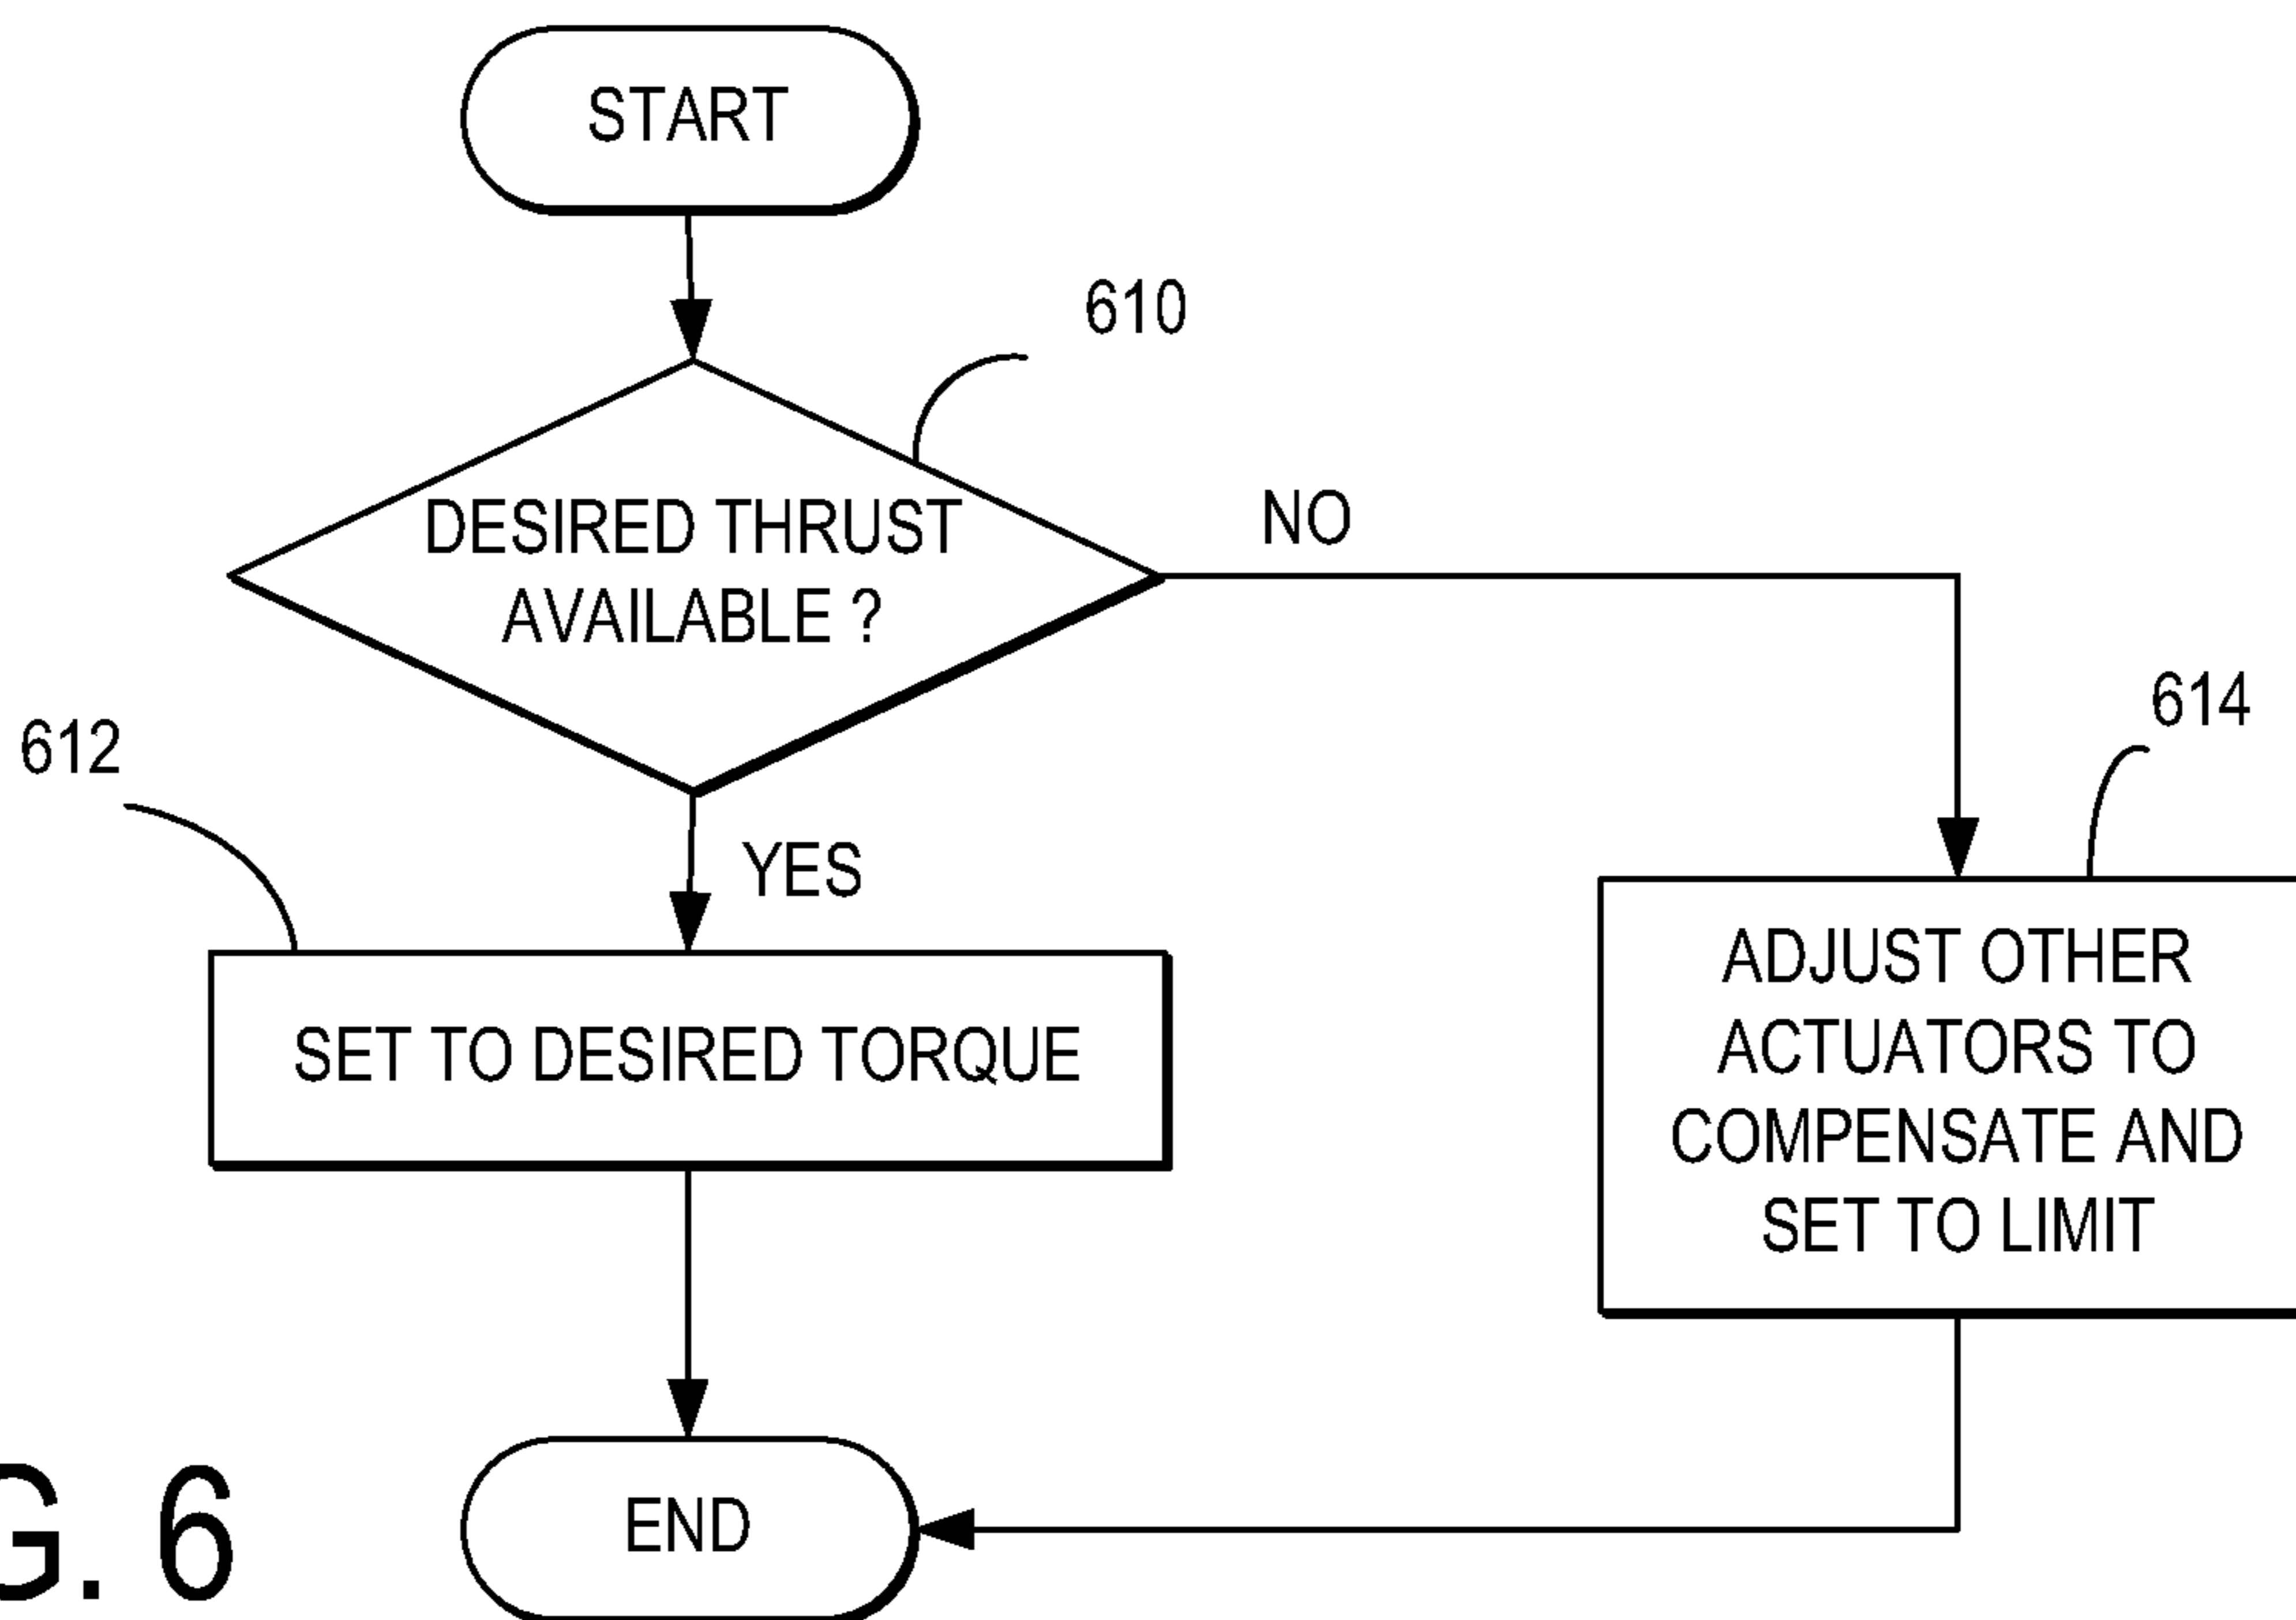 START
610
DESIRED THRUST
AVAILABLE ?
NO
614
612
YES
SET TO DESIRED TORQUE
ADJUST OTHER
ACTUATORS TO
COMPENSATE AND
SET TO LIMIT
END
G. 6